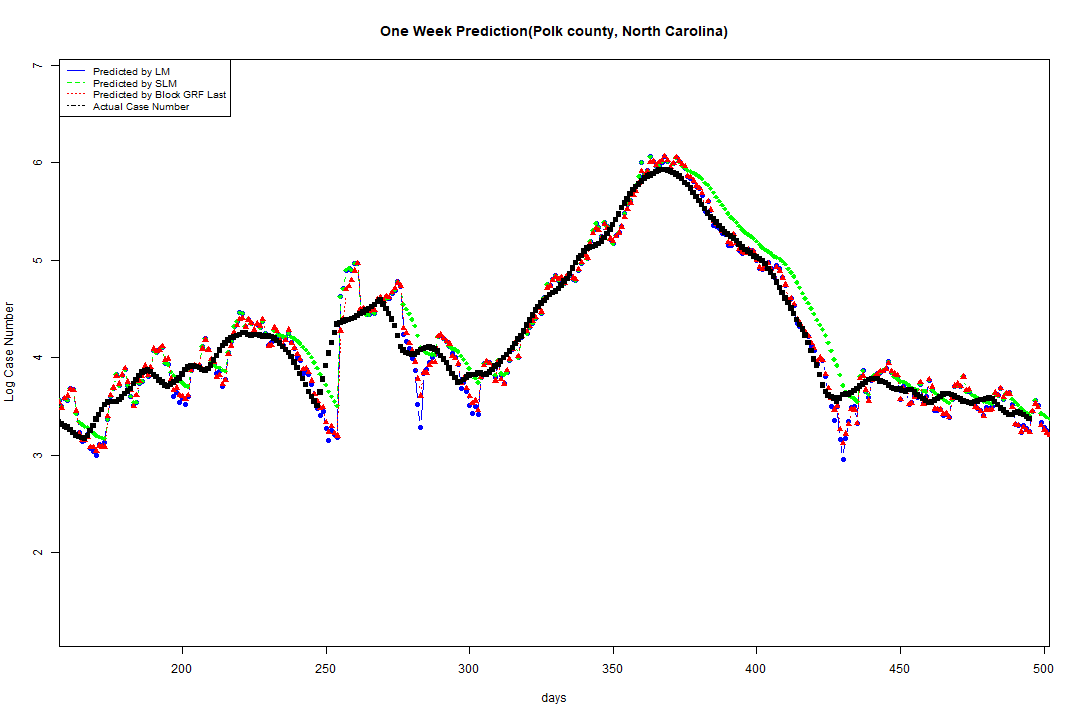 One Week Prediction(Polk county, North Carolina)
Predicted by LM
Predicted by SLM
Predicted by Block GRF Last
Actual Case Number
7
6
5
4
3
2
Log Case Number
200 250 300 350 400 450 500
days